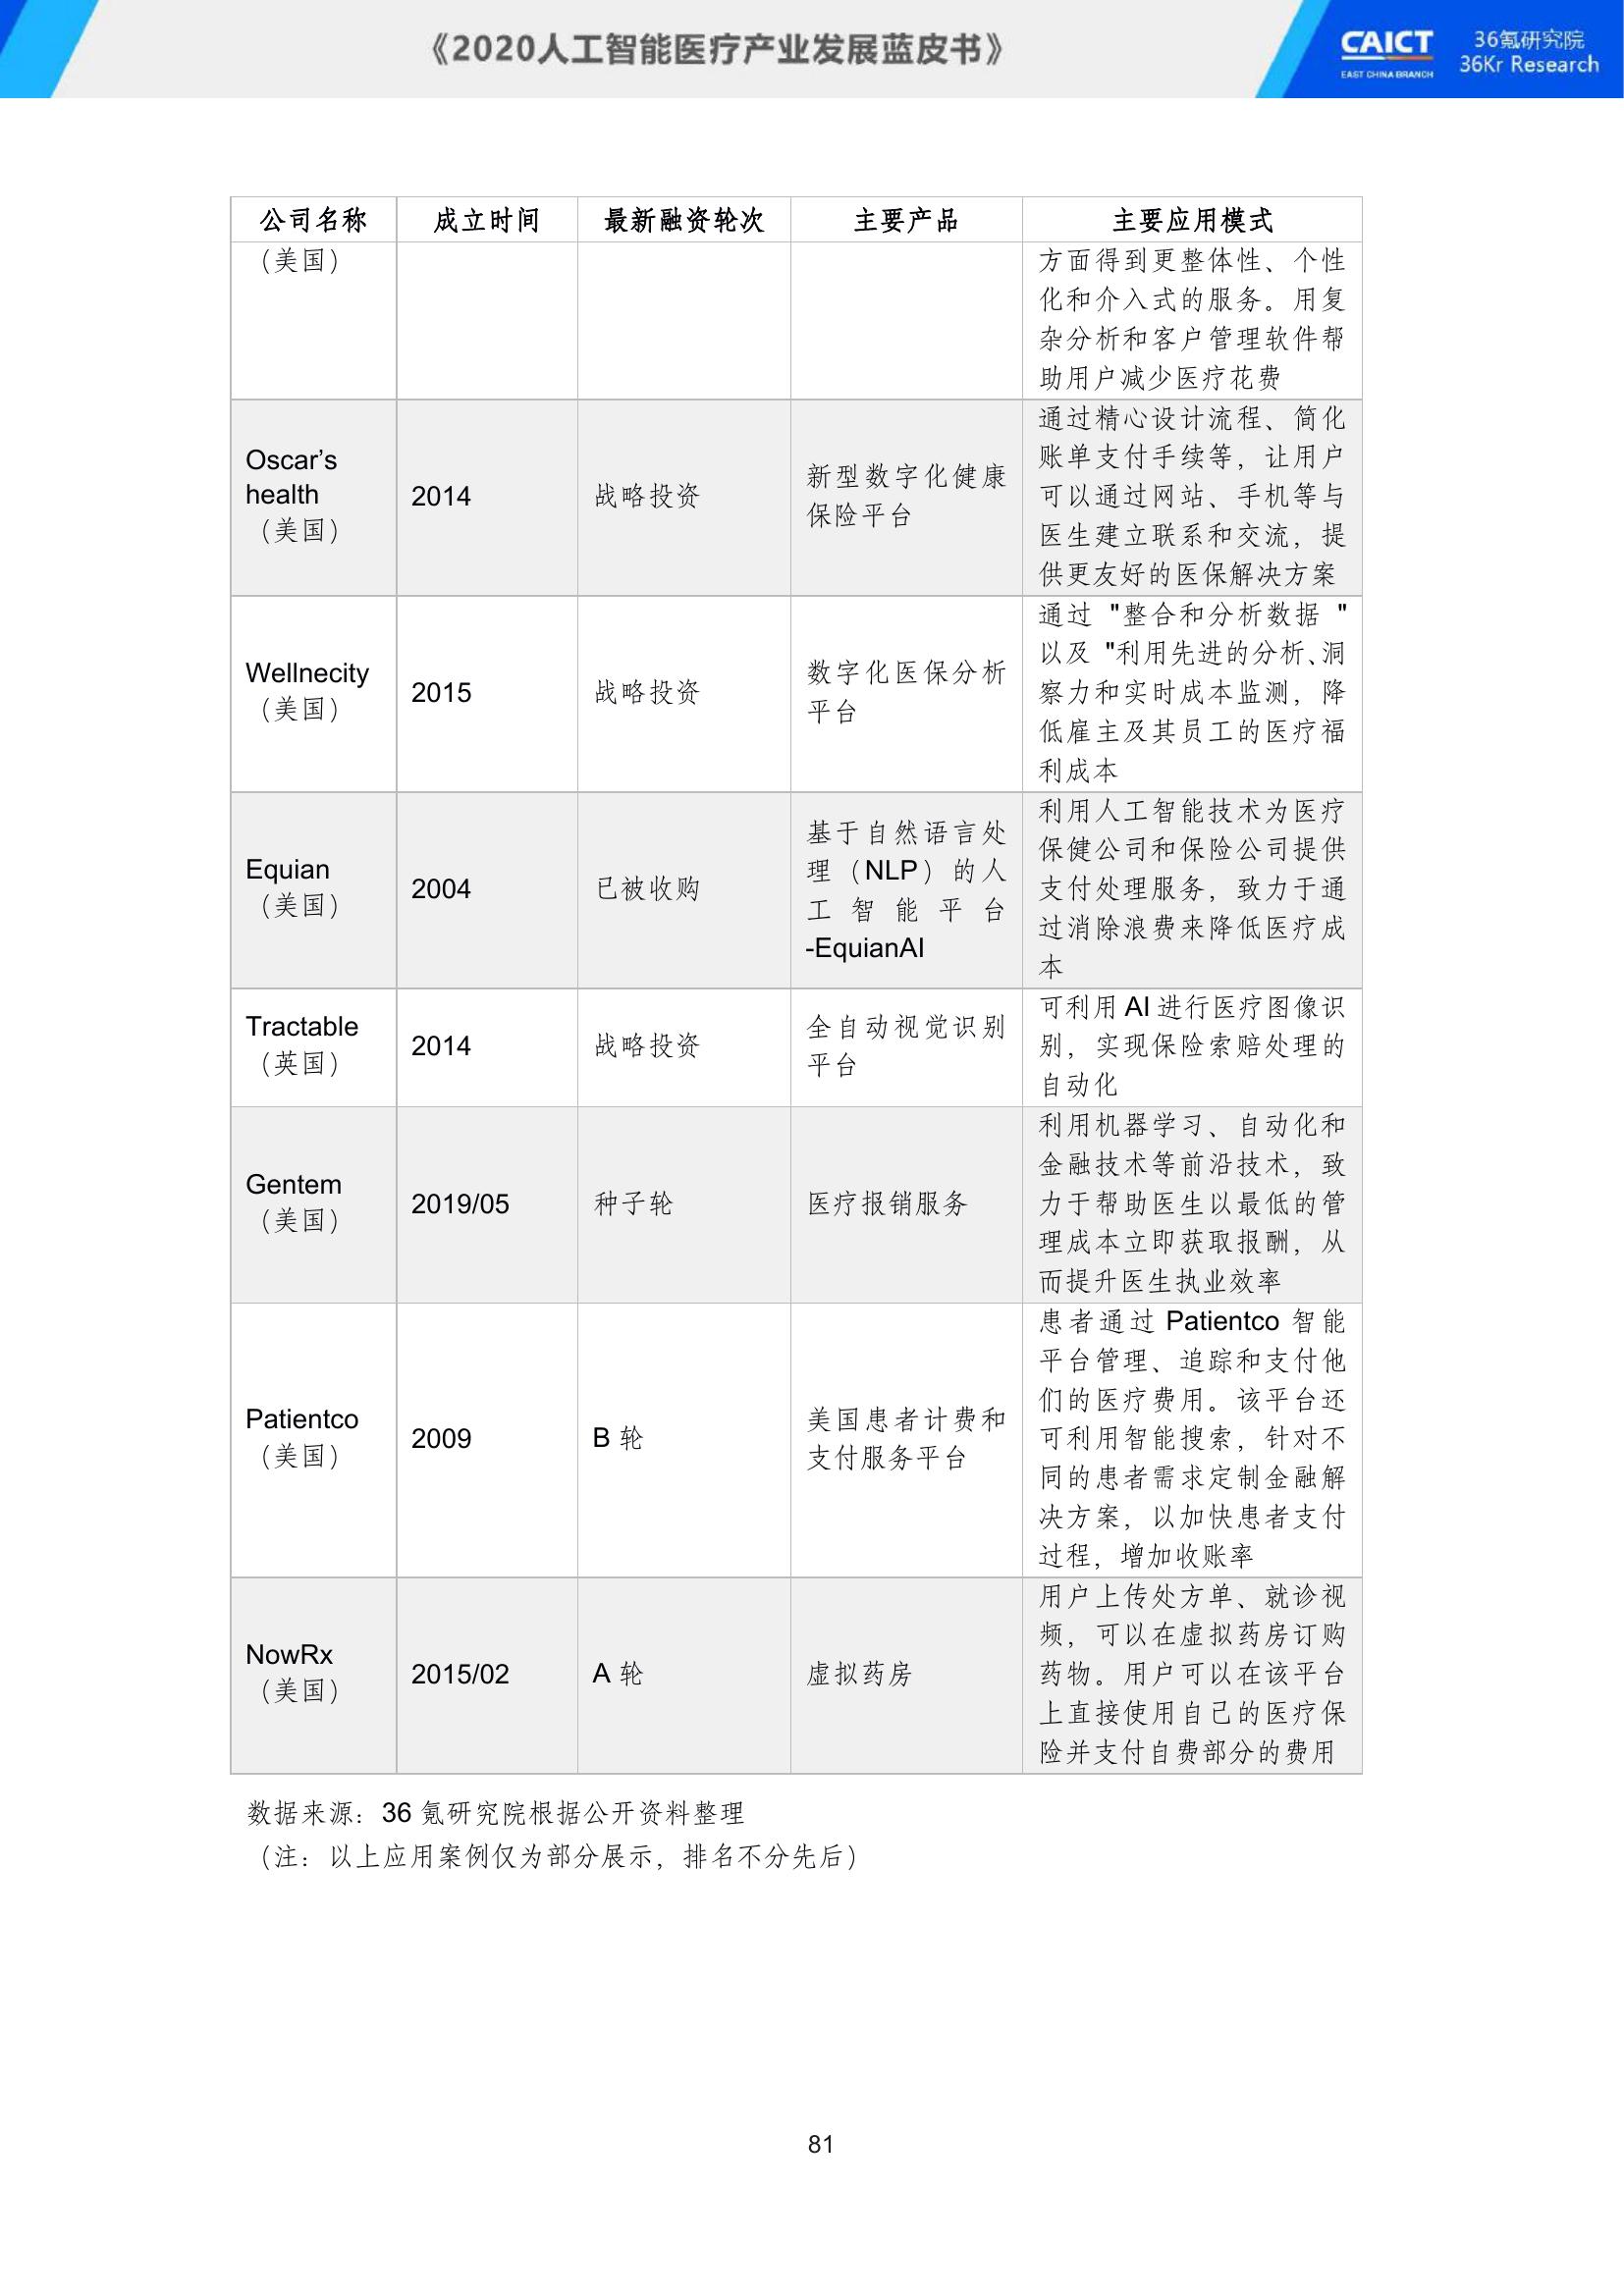 《2020人工智能医疗产业发展蓝皮书》
CAICT
EAST CHINA BRANCH
36氪研究院
36Kr Research
公司名称
成立时间
最新融资轮次
主要产品
主要应用模式
（美国）
方面得到更整体性、个性
化和介入式的服务。用复
杂分析和客户管理软件帮
助用户减少医疗花费
Oscar’s
health
（美国）
2014
战略投资
新型数字化健康
保险平台
通过精心设计流程、简化
账单支付手续等，让用户
可以通过网站、手机等与
医生建立联系和交流，提
供更友好的医保解决方案
Wellnecity
（美国）
2015
战略投资
数字化医保分析
平台
通过 "整合和分析数据 "
以及 "利用先进的分析、洞
察力和实时成本监测，降
低雇主及其员工的医疗福
利成本
Equian
（美国）
2004
已被收购
基于自然语言处
理（NLP）的人
工智能平台
-EquianAI
利用人工智能技术为医疗
保健公司和保险公司提供
支付处理服务，致力于通
过消除浪费来降低医疗成
本
Tractable
（英国）
2014
战略投资
全自动视觉识别
平台
可利用 AI 进行医疗图像识
别，实现保险索赔处理的
自动化
Gentem
（美国）
2019/05
种子轮
医疗报销服务
利用机器学习、自动化和
金融技术等前沿技术，致
力于帮助医生以最低的管
理成本立即获取报酬，从
而提升医生执业效率
Patientco
（美国）
2009
B 轮
美国患者计费和
支付服务平台
患者通过 Patientco 智能
平台管理、追踪和支付他
们的医疗费用。该平台还
可利用智能搜索，针对不
同的患者需求定制金融解
决方案，以加快患者支付
过程，增加收账率
NowRx
（美国）
2015/02
A 轮
虚拟药房
用户上传处方单、就诊视
频，可以在虚拟药房订购
药物。用户可以在该平台
上直接使用自己的医疗保
险并支付自费部分的费用
数据来源：36 氪研究院根据公开资料整理
（注：以上应用案例仅为部分展示，排名不分先后）
81